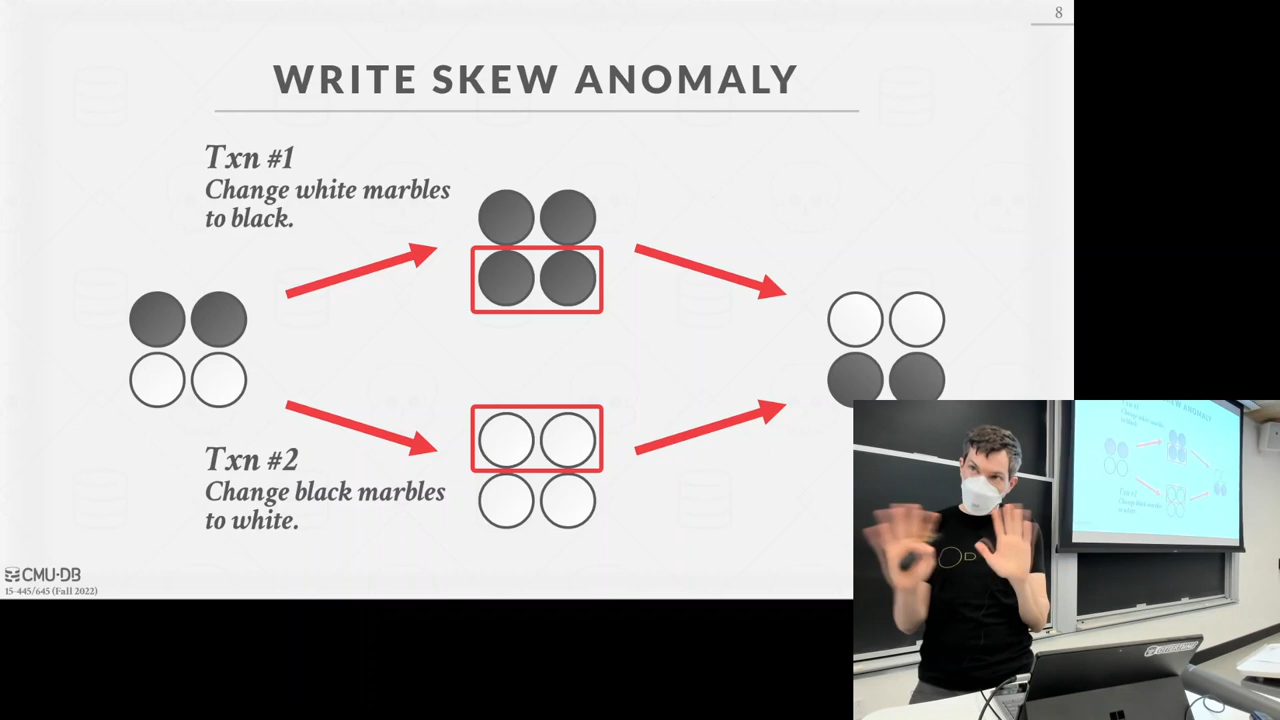 8
WRITE SKEW ANOMALY
Txn #1
Change white marbles
to black.
Txn #2
Change black marbles
to white.
CMU·DB
15-445/645 (Fall 2022)